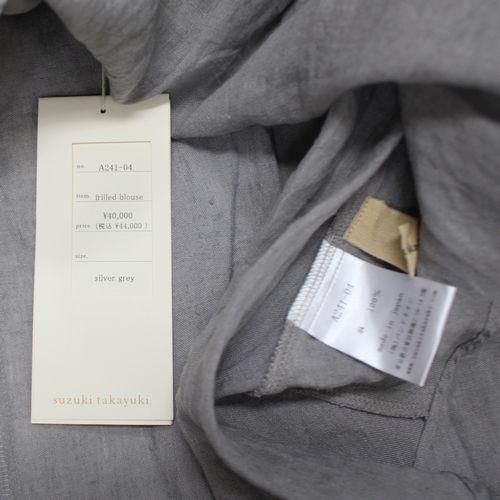 no. A241-04
item. frilled blouse
¥40,000
price. (税込 ¥44,000 )
size.
silver grey
suzuki takayuki
A241-04
100%
made in japan